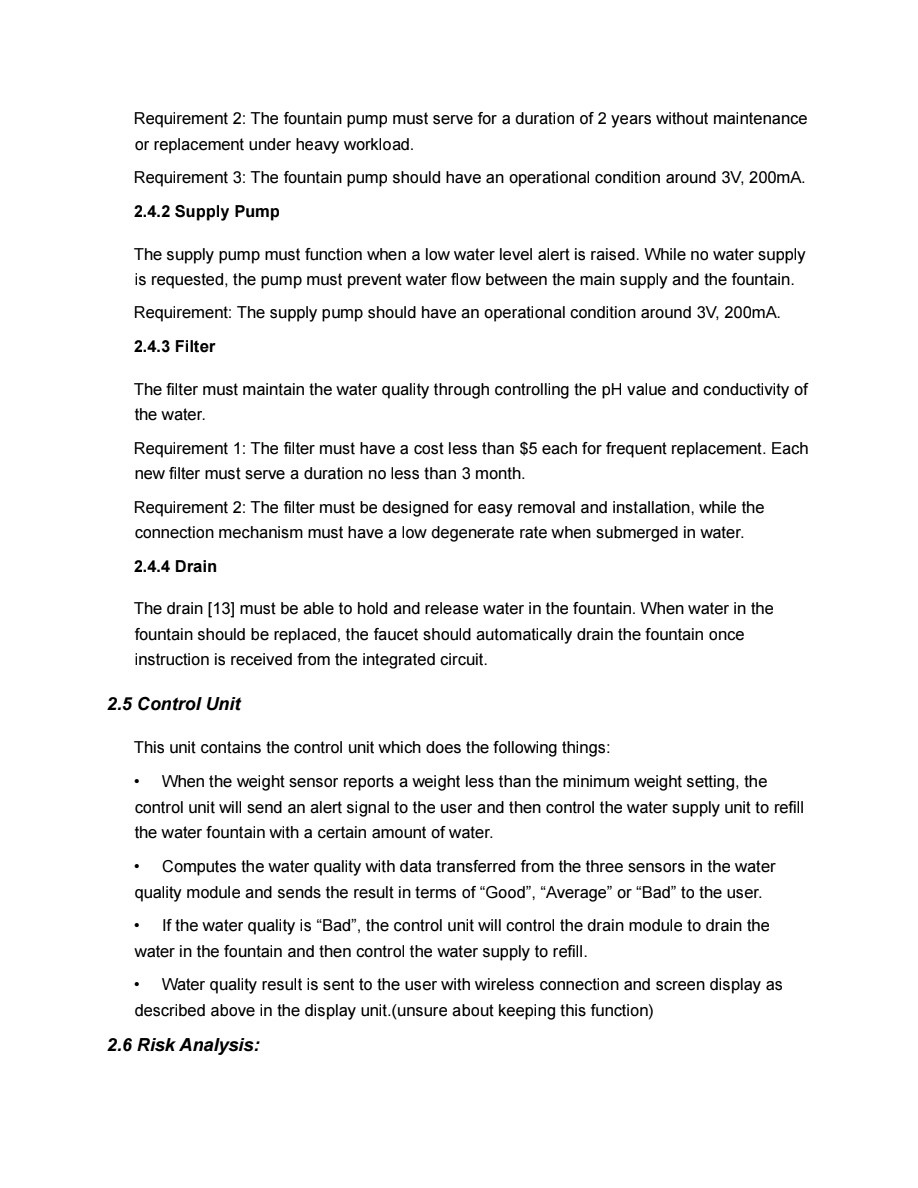 Requirement 2: The fountain pump must serve for a duration of 2 years without maintenance
or replacement under heavy workload.
Requirement 3: The fountain pump should have an operational condition around 3V, 200mA.
2.4.2 Supply Pump
The supply pump must function when a low water level alert is raised. While no water supply
is requested, the pump must prevent water flow between the main supply and the fountain.
Requirement: The supply pump should have an operational condition around 3V, 200mA.
2.4.3 Filter
The filter must maintain the water quality through controlling the pH value and conductivity of
the water.
Requirement 1: The filter must have a cost less than $5 each for frequent replacement. Each
new filter must serve a duration no less than 3 month.
Requirement 2: The filter must be designed for easy removal and installation, while the
connection mechanism must have a low degenerate rate when submerged in water.
2.4.4 Drain
The drain [13] must be able to hold and release water in the fountain. When water in the
fountain should be replaced, the faucet should automatically drain the fountain once
instruction is received from the integrated circuit.
2.5 Control Unit
This unit contains the control unit which does the following things:
• When the weight sensor reports a weight less than the minimum weight setting, the
control unit will send an alert signal to the user and then control the water supply unit to refill
the water fountain with a certain amount of water.
• Computes the water quality with data transferred from the three sensors in the water
quality module and sends the result in terms of “Good”, “Average” or “Bad” to the user.
• If the water quality is “Bad”, the control unit will control the drain module to drain the
water in the fountain and then control the water supply to refill.
• Water quality result is sent to the user with wireless connection and screen display as
described above in the display unit.(unsure about keeping this function)
2.6 Risk Analysis: